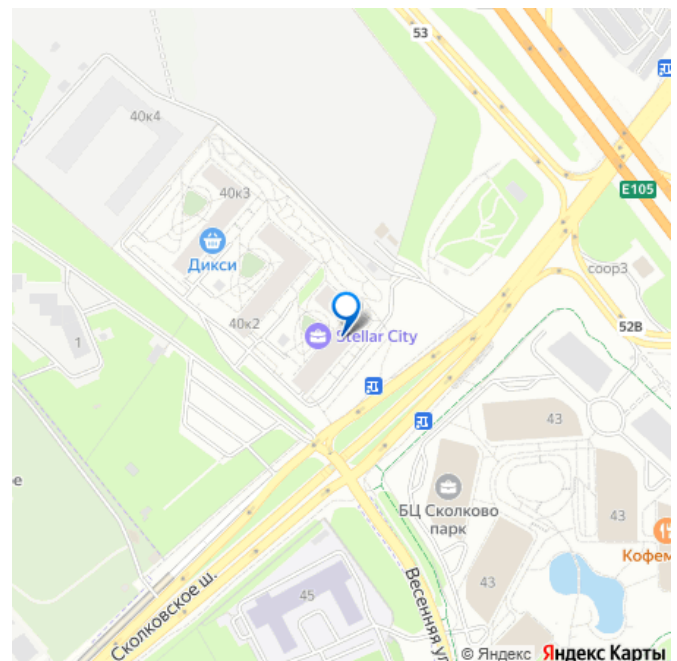 53
40к4
E105
40к3
Дикси
соор3
52В
40к2
Stellar City
1
43
е
БЦ Сколково
парк
43
Кофем
43
Сколковское ш.
45
Весенняя ул
© Яндекс Яндекс Карты